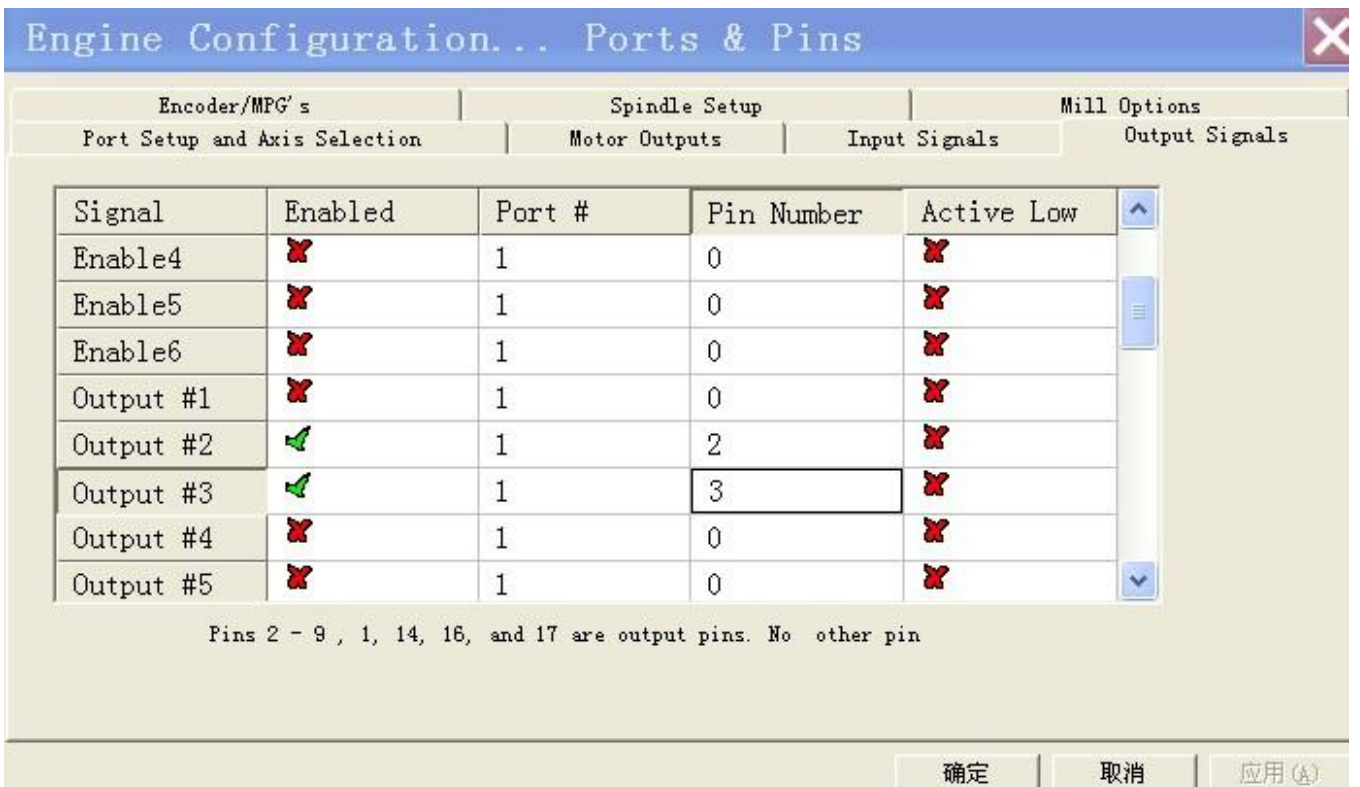 Engine Configuration... Ports & Pins
Encoder/MPG's Spindle Setup Mill Options
Port Setup and Axis Selection Motor Outputs Input Signals Output Signals
Signal Enabled Port # Pin Number Active Low
Enable4 1 0
Enable5 1 0
Enable6 1 0
Output #1 1 0
Output #2 1 2
Output #3 1 3
Output #4 1 0
Output #5 1 0
Pins 2 - 9 , 1, 14, 16, and 17 are output pins. No other pin
确定 取消 应用(A)